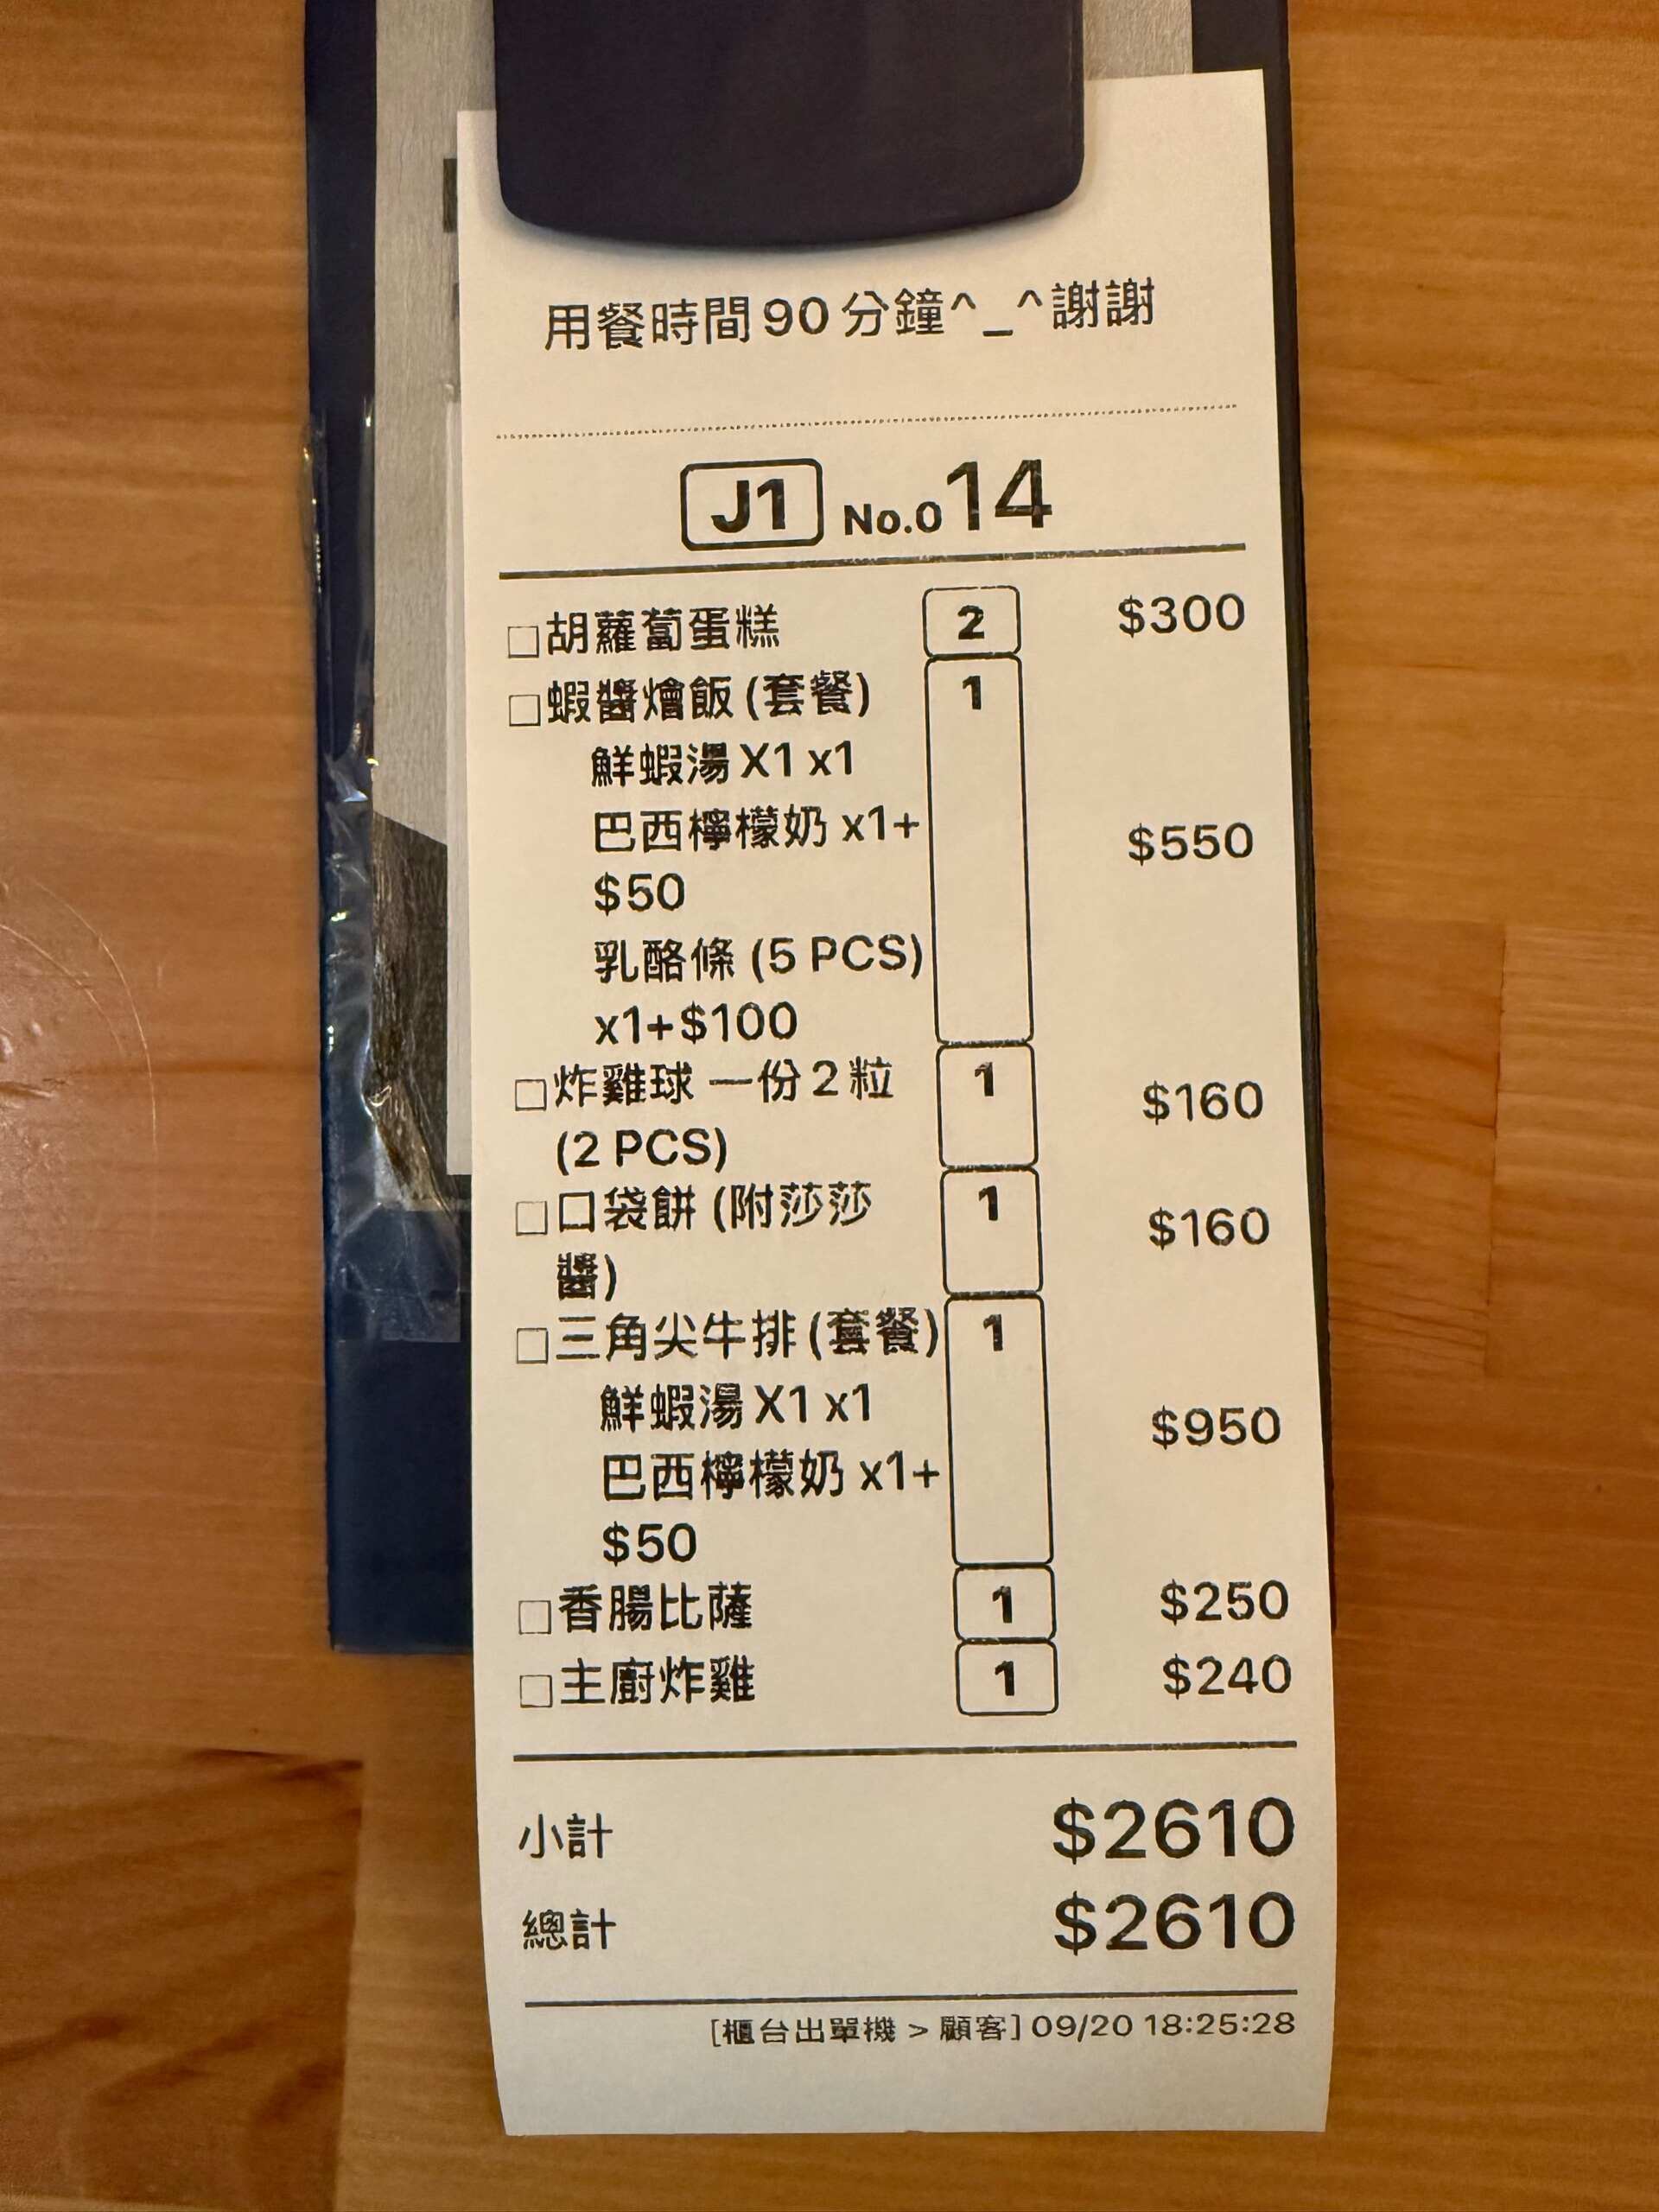 用餐時間90分鐘^_^謝謝
J1 No.014
□胡蘿蔔蛋糕 2 $300
□蝦醬燴飯(套餐) 1 $550
鮮蝦湯X1 x1
巴西檸檬奶 x1+
$50
乳酪條 (5 PCS)
x1+$100
□炸雞球 一份2粒 1 $160
(2 PCS)
□口袋餅 (附莎莎 1 $160
醬)
□三角尖牛排(套餐) 1 $950
鮮蝦湯X1 x1
巴西檸檬奶 x1+
$50
□香腸比薩 1 $250
□主廚炸雞 1 $240
小計 $2610
總計 $2610
[櫃台出單機 > 顧客] 09/20 18:25:28